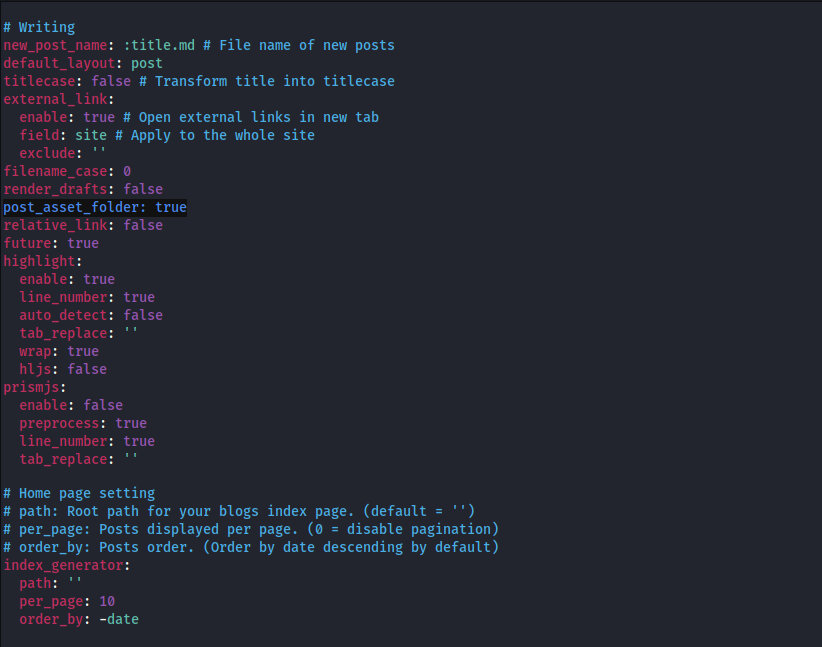 # Writing
new_post_name: :title.md # File name of new posts
default_layout: post
titlecase: false # Transform title into titlecase
external_link:
  enable: true # Open external links in new tab
  field: site # Apply to the whole site
  exclude: ''
filename_case: 0
render_drafts: false
post_asset_folder: true
relative_link: false
future: true
highlight:
  enable: true
  line_number: true
  auto_detect: false
  tab_replace: ''
  wrap: true
  hljs: false
prismjs:
  enable: false
  preprocess: true
  line_number: true
  tab_replace: ''

# Home page setting
# path: Root path for your blogs index page. (default = '')
# per_page: Posts displayed per page. (0 = disable pagination)
# order_by: Posts order. (Order by date descending by default)
index_generator:
  path: ''
  per_page: 10
  order_by: -date